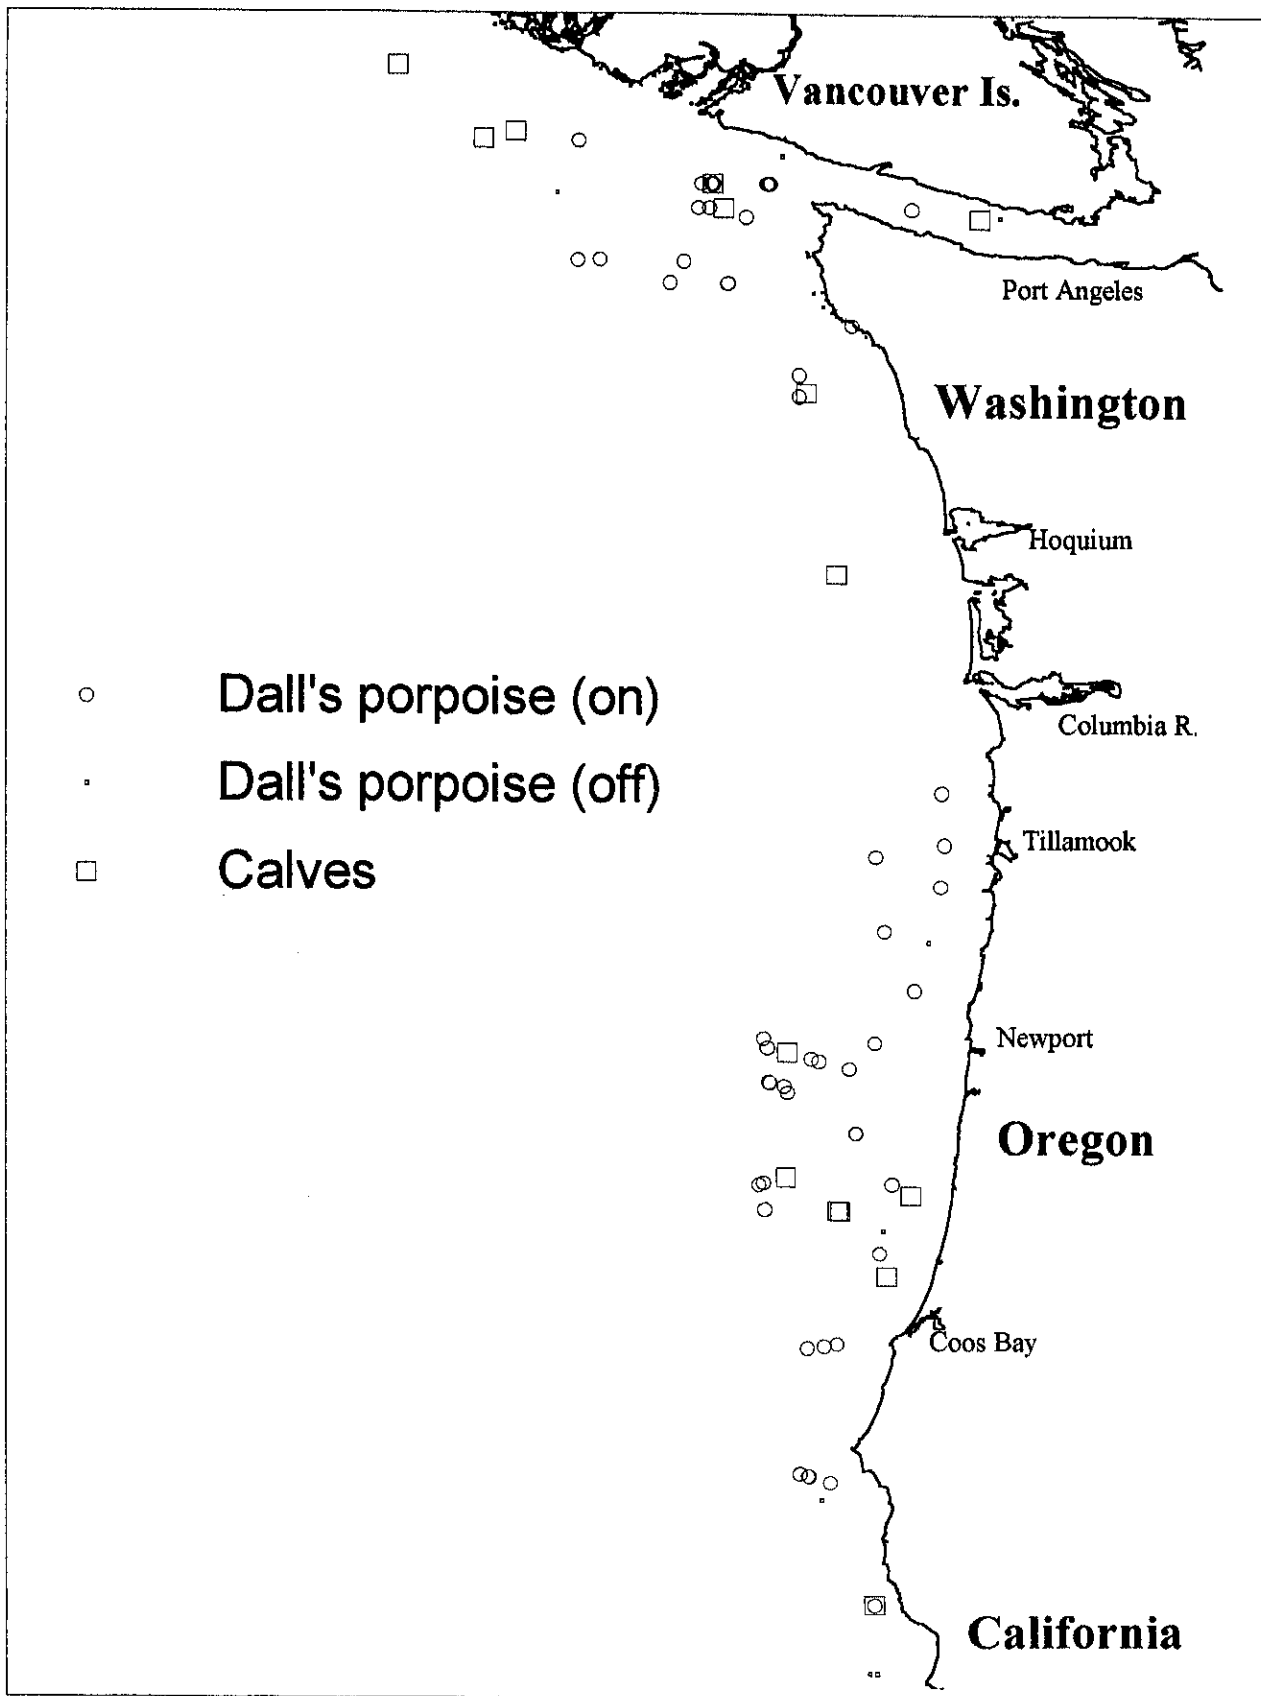 Vancouver Is.
Port Angeles
Washington
Hoquium
Dall's porpoise (on)
Columbia R.
Dall's porpoise (off)
Tillamook
Calves
Newport
Oregon
Coos Bay
California